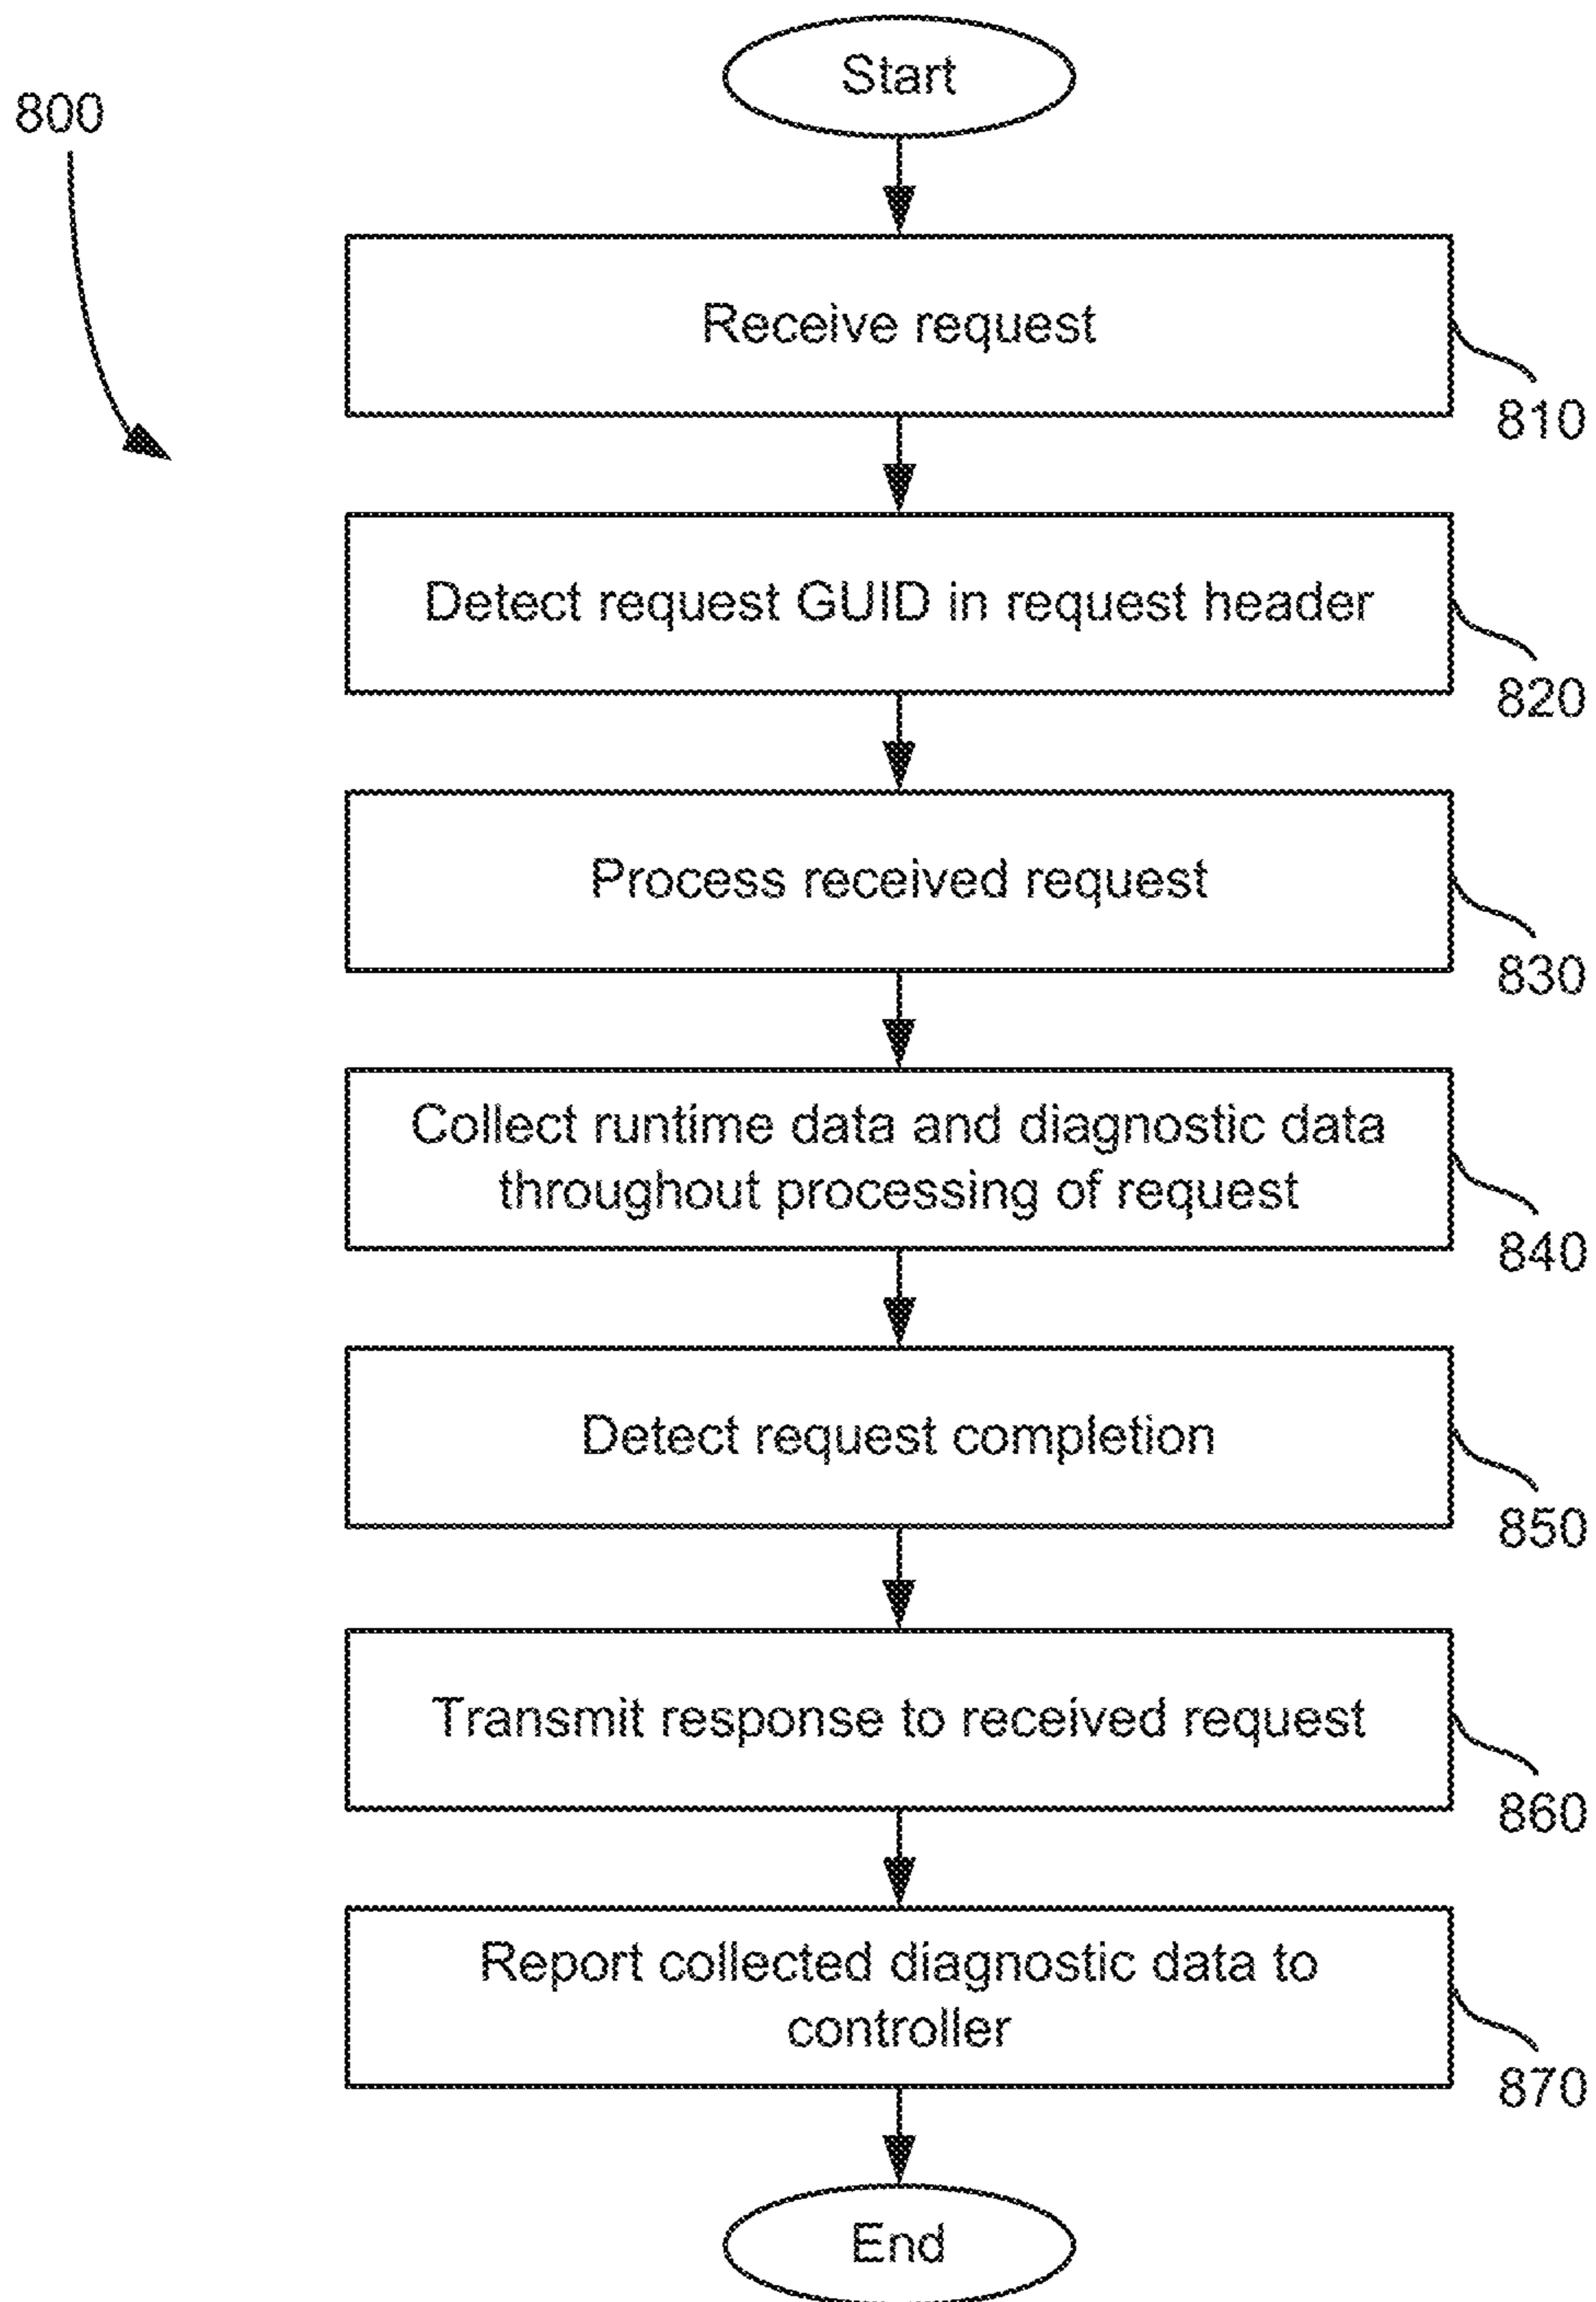 Start
800
Receive request
810
Detect request GUID in request header
820
Process received request
830
Collect runtime data and diagnostic data
throughout processing of request
840
Detect request completion
850
Transmit response to received request
860
Report collected diagnostic data to
controller
870
End